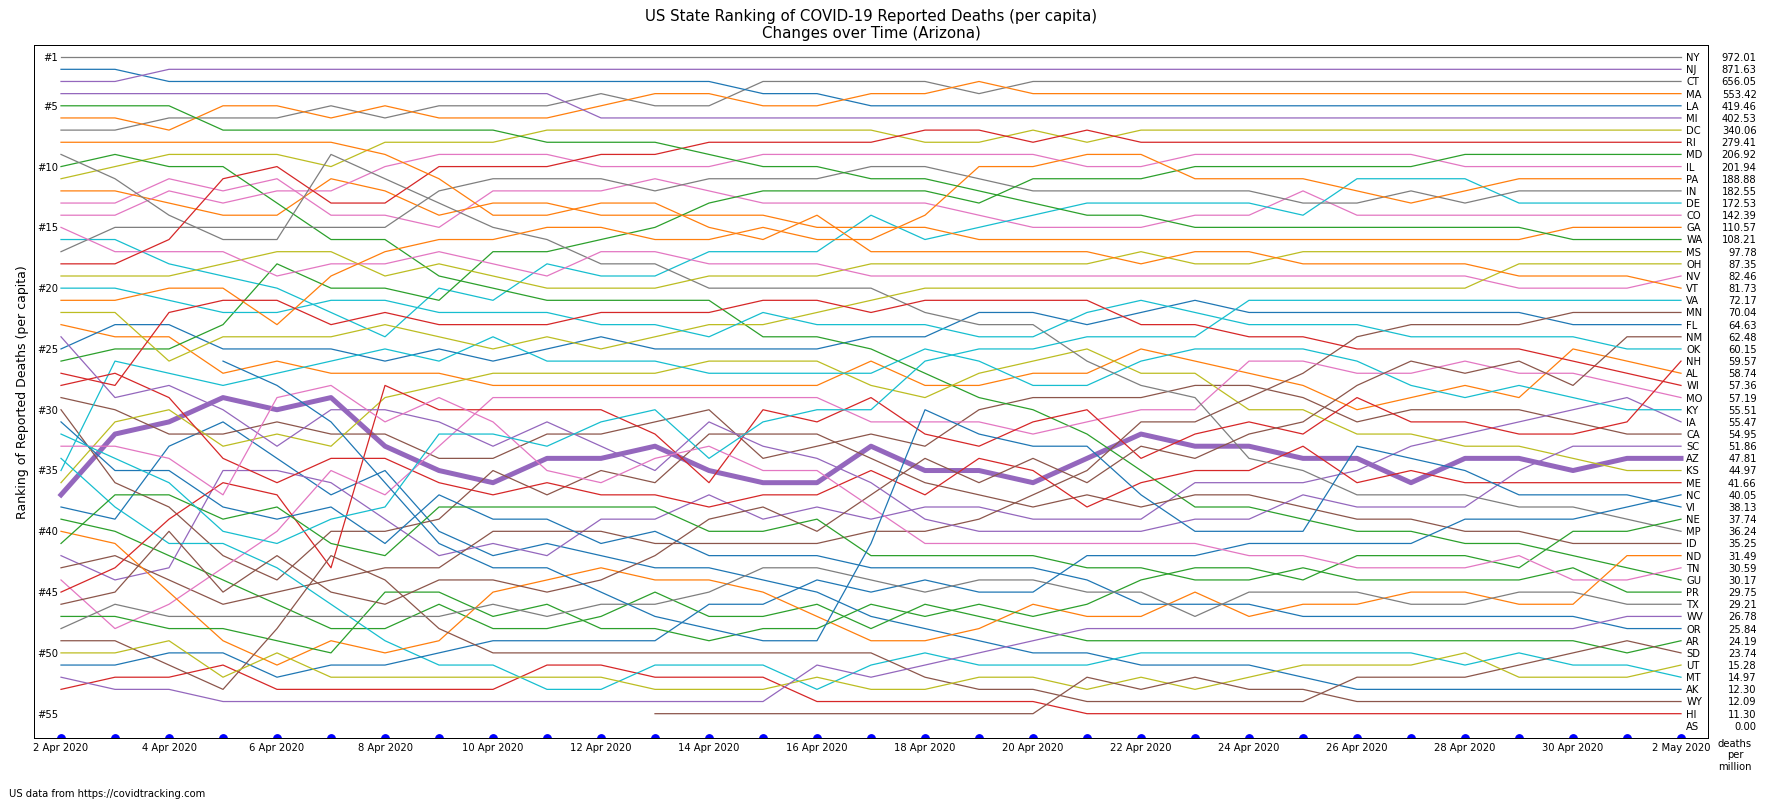 US State Ranking of COVID-19 Reported Deaths (per capita)
Changes over Time (Arizona)
Ranking of Reported Deaths (per capita)
#1
#5
#10
#15
#20
#25
#30
#35
#40
#45
#50
#55
NY 972.01
NJ 871.63
CT 656.05
MA 553.42
LA 419.46
MI 402.53
DC 340.06
RI 279.41
MD 206.92
IL 201.94
PA 188.88
IN 182.55
DE 172.53
CO 142.39
GA 110.57
WA 108.21
MS 97.78
OH 87.35
NV 82.46
VT 81.73
VA 72.17
MN 70.04
FL 64.63
NM 62.48
OK 60.15
NH 59.57
AL 58.74
WI 57.36
MO 57.19
KY 55.51
IA 55.47
CA 54.95
SC 51.86
AZ 47.81
KS 44.97
ME 41.66
NC 40.05
VI 38.13
NE 37.74
MP 36.24
ID 35.25
ND 31.49
TN 30.59
GU 30.17
PR 29.75
TX 29.21
WV 26.78
OR 25.84
AR 24.19
SD 23.74
UT 15.28
MT 14.97
AK 12.30
WY 12.09
HI 11.30
AS 0.00
2 Apr 2020 4 Apr 2020 6 Apr 2020 8 Apr 2020 10 Apr 2020 12 Apr 2020 14 Apr 2020 16 Apr 2020 18 Apr 2020 20 Apr 2020 22 Apr 2020 24 Apr 2020 26 Apr 2020 28 Apr 2020 30 Apr 2020 2 May 2020
deaths
per
million
US data from https://covidtracking.com